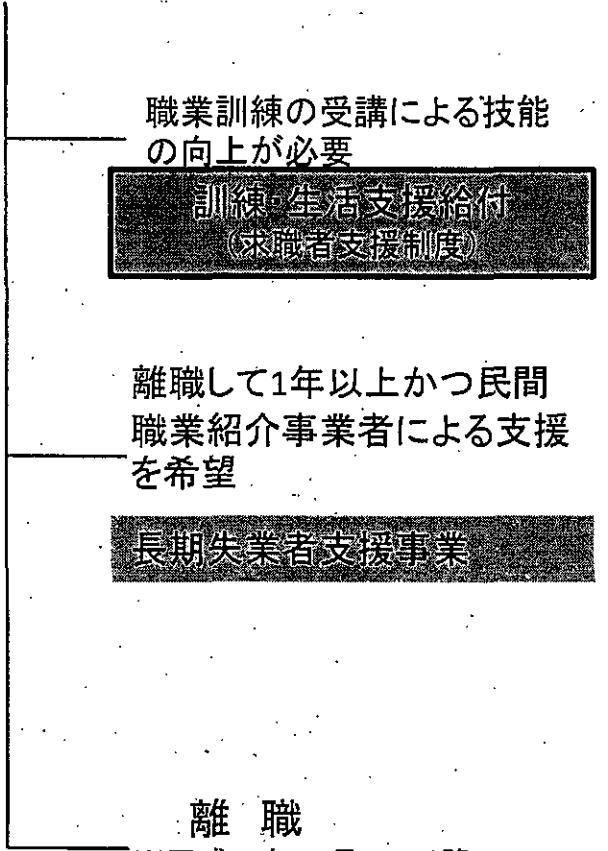 職業訓練の受講による技能
の向上が必要
訓練・生活支援給付
(求職者支援制度)
離職して1年以上かつ民間
職業紹介事業者による支援
を希望
長期失業者支援事業
離 職